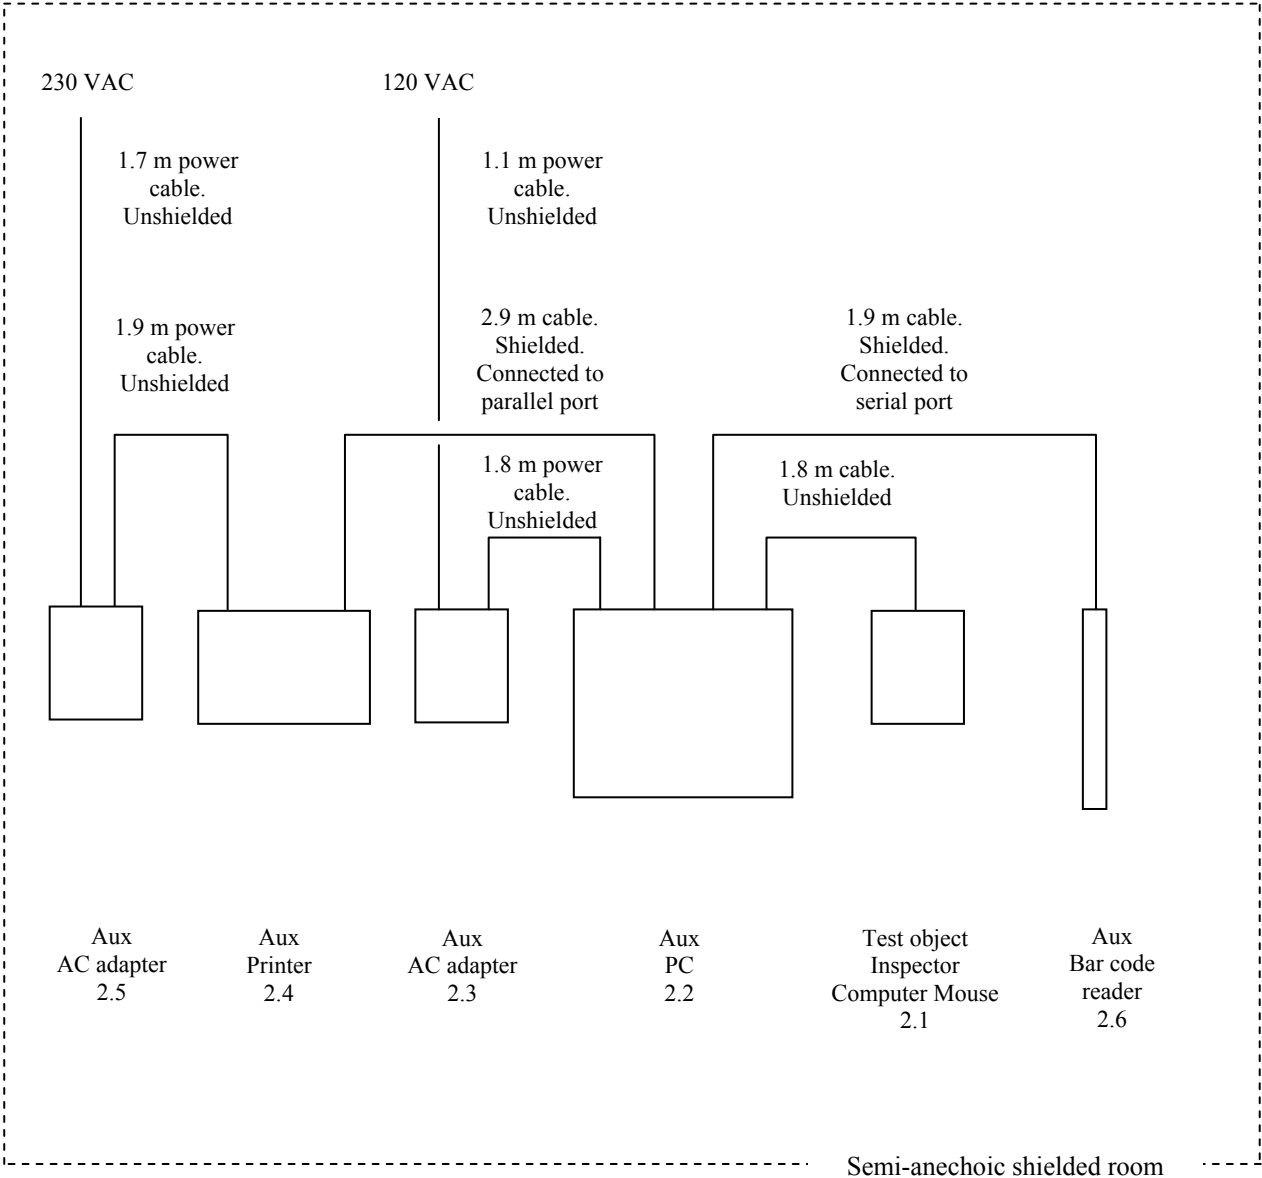 230 VAC
120 VAC
1.7 m power
cable.
Unshielded
1.1 m power
cable.
Unshielded
1.9 m power
cable.
Unshielded
2.9 m cable.
Shielded.
Connected to
parallel port
1.9 m cable.
Shielded.
Connected to
serial port
1.8 m power
cable.
Unshielded
1.8 m cable.
Unshielded
Aux
AC adapter
2.5
Aux
Printer
2.4
Aux
AC adapter
2.3
Aux
PC
2.2
Test object
Inspector
Computer Mouse
2.1
Aux
Bar code
reader
2.6
Semi-anechoic shielded room